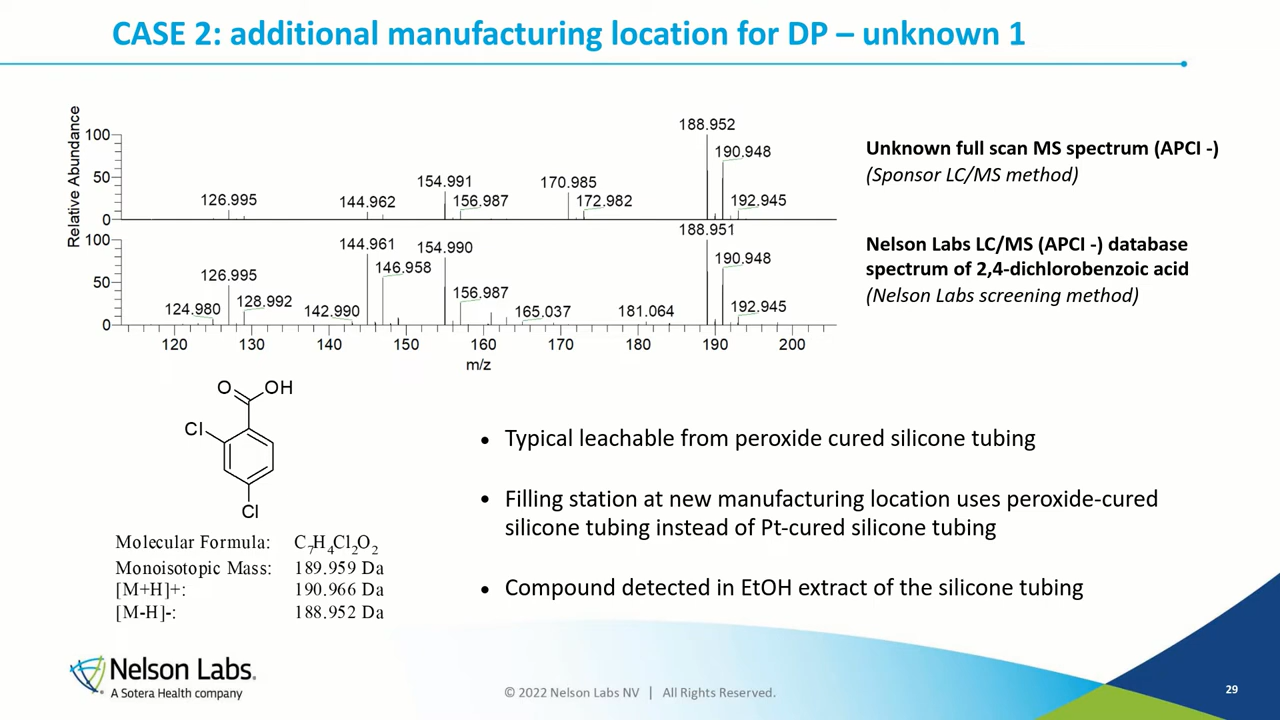 CASE 2: additional manufacturing location for DP – unknown 1
Relative Abundance
100
50
0
126.995
144.962
154.991
156.987
170.985
172.982
188.952
190.948
192.945
Unknown full scan MS spectrum (APCI -)
(Sponsor LC/MS method)
100
50
0
124.980
126.995
128.992
142.990
144.961
146.958
154.990
156.987
165.037
181.064
188.951
190.948
192.945
120 130 140 150 160 170 180 190 200
m/z
Nelson Labs LC/MS (APCI -) database
spectrum of 2,4-dichlorobenzoic acid
(Nelson Labs screening method)
O OH
Cl
Cl
Molecular Formula: C7H4Cl2O2
Monoisotopic Mass: 189.959 Da
[M+H]+: 190.966 Da
[M-H]-: 188.952 Da
• Typical leachable from peroxide cured silicone tubing
• Filling station at new manufacturing location uses peroxide-cured
silicone tubing instead of Pt-cured silicone tubing
• Compound detected in EtOH extract of the silicone tubing
Nelson Labs.
A Sotera Health company
© 2022 Nelson Labs NV | All Rights Reserved.
29